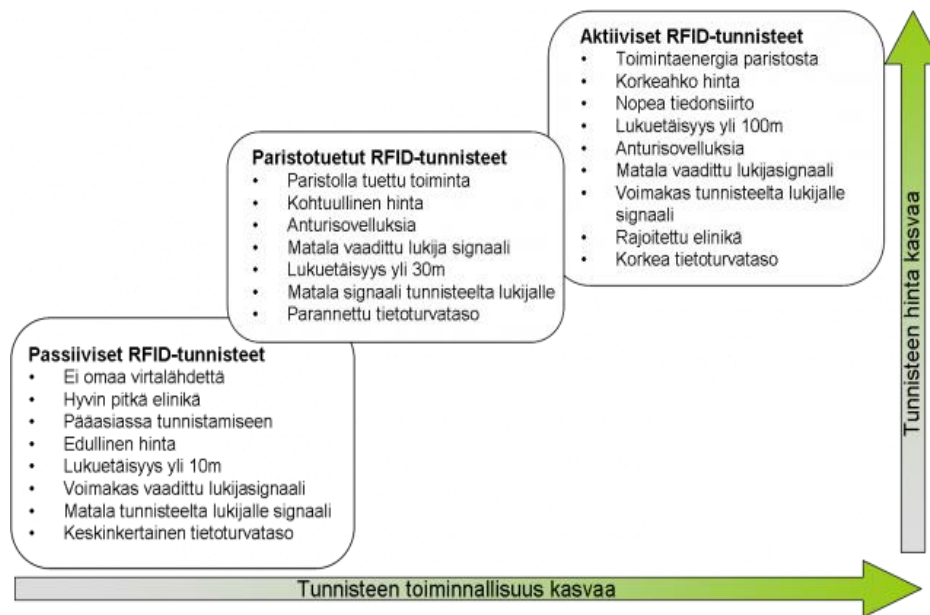 Aktiiviset RFID-tunnisteet
• Toimintaenergia paristosta
• Korkeahko hinta
• Nopea tiedonsiirto
• Lukuetäisyys yli 100m
• Anturisovelluksia
• Matala vaadittu lukijasignaali
• Voimakas tunnisteelta lukijalle
signaali
• Rajoitettu elinikä
• Korkea tietoturvataso
Paristotuetut RFID-tunnisteet
• Paristolla tuettu toiminta
• Kohtuullinen hinta
• Anturisovelluksia
• Matala vaadittu lukija signaali
• Lukuetäisyys yli 30m
• Matala signaali tunnisteelta lukijalle
• Parannettu tietoturvataso
Passiiviset RFID-tunnisteet
• Ei omaa virtalähdettä
• Hyvin pitkä elinikä
• Pääasiassa tunnistamiseen
• Edullinen hinta
• Lukuetäisyys yli 10m
• Voimakas vaadittu lukijasignaali
• Matala tunnisteelta lukijalle signaali
• Keskinkertainen tietoturvataso
Tunnisteen hinta kasvaa
Tunnisteen toiminnallisuus kasvaa